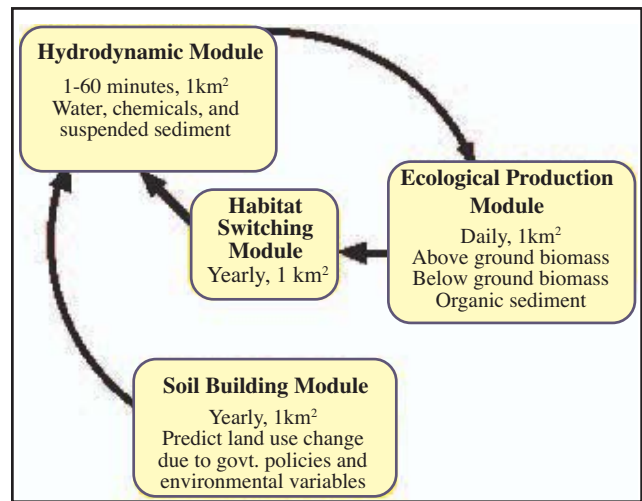 Hydrodynamic Module
1-60 minutes, 1km²
Water, chemicals, and
suspended sediment
Ecological Production
Module
Daily, 1km²
Above ground biomass
Below ground biomass
Organic sediment
Habitat
Switching
Module
Yearly, 1 km²
Soil Building Module
Yearly, 1km²
Predict land use change
due to govt. policies and
environmental variables